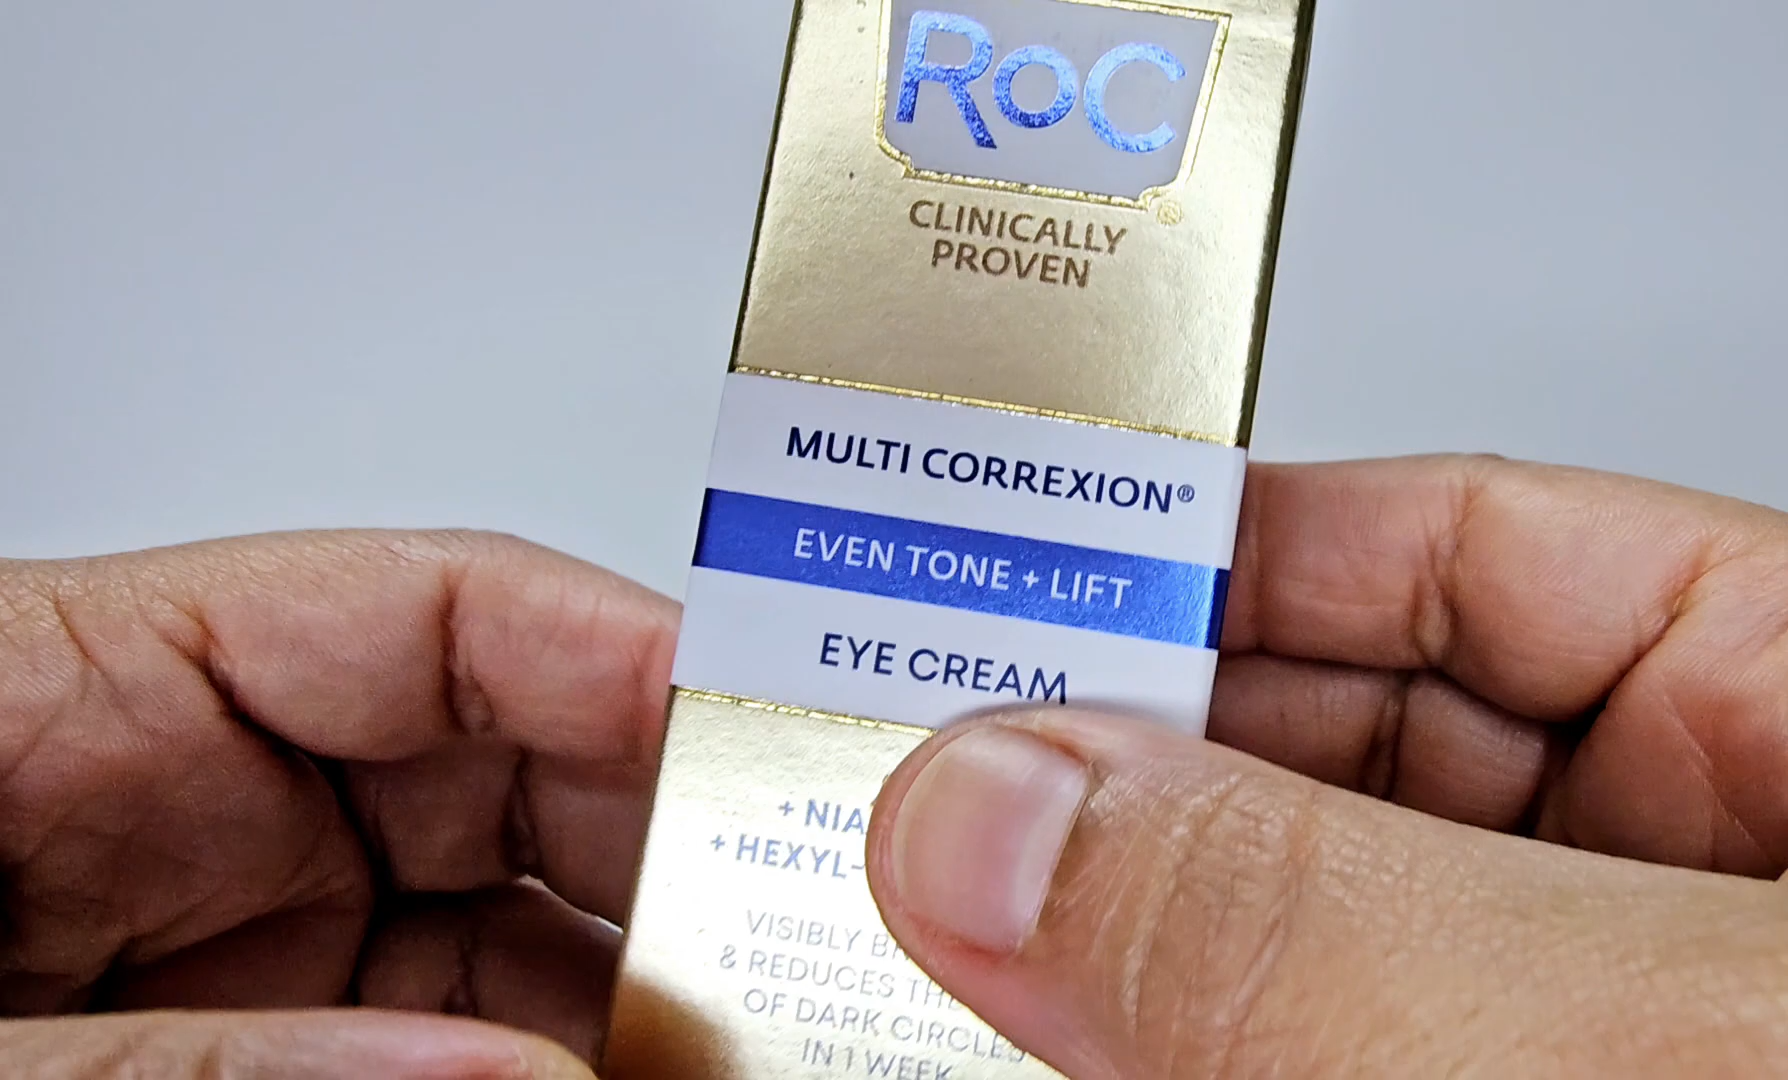 RoC
®
CLINICALLY
PROVEN
MULTI CORREXION®
EVEN TONE + LIFT
EYE CREAM
+ NIA
+ HEXYL-
VISIBLY
& REDUCES
OF DARK CIRCLES
IN 1 WEEK